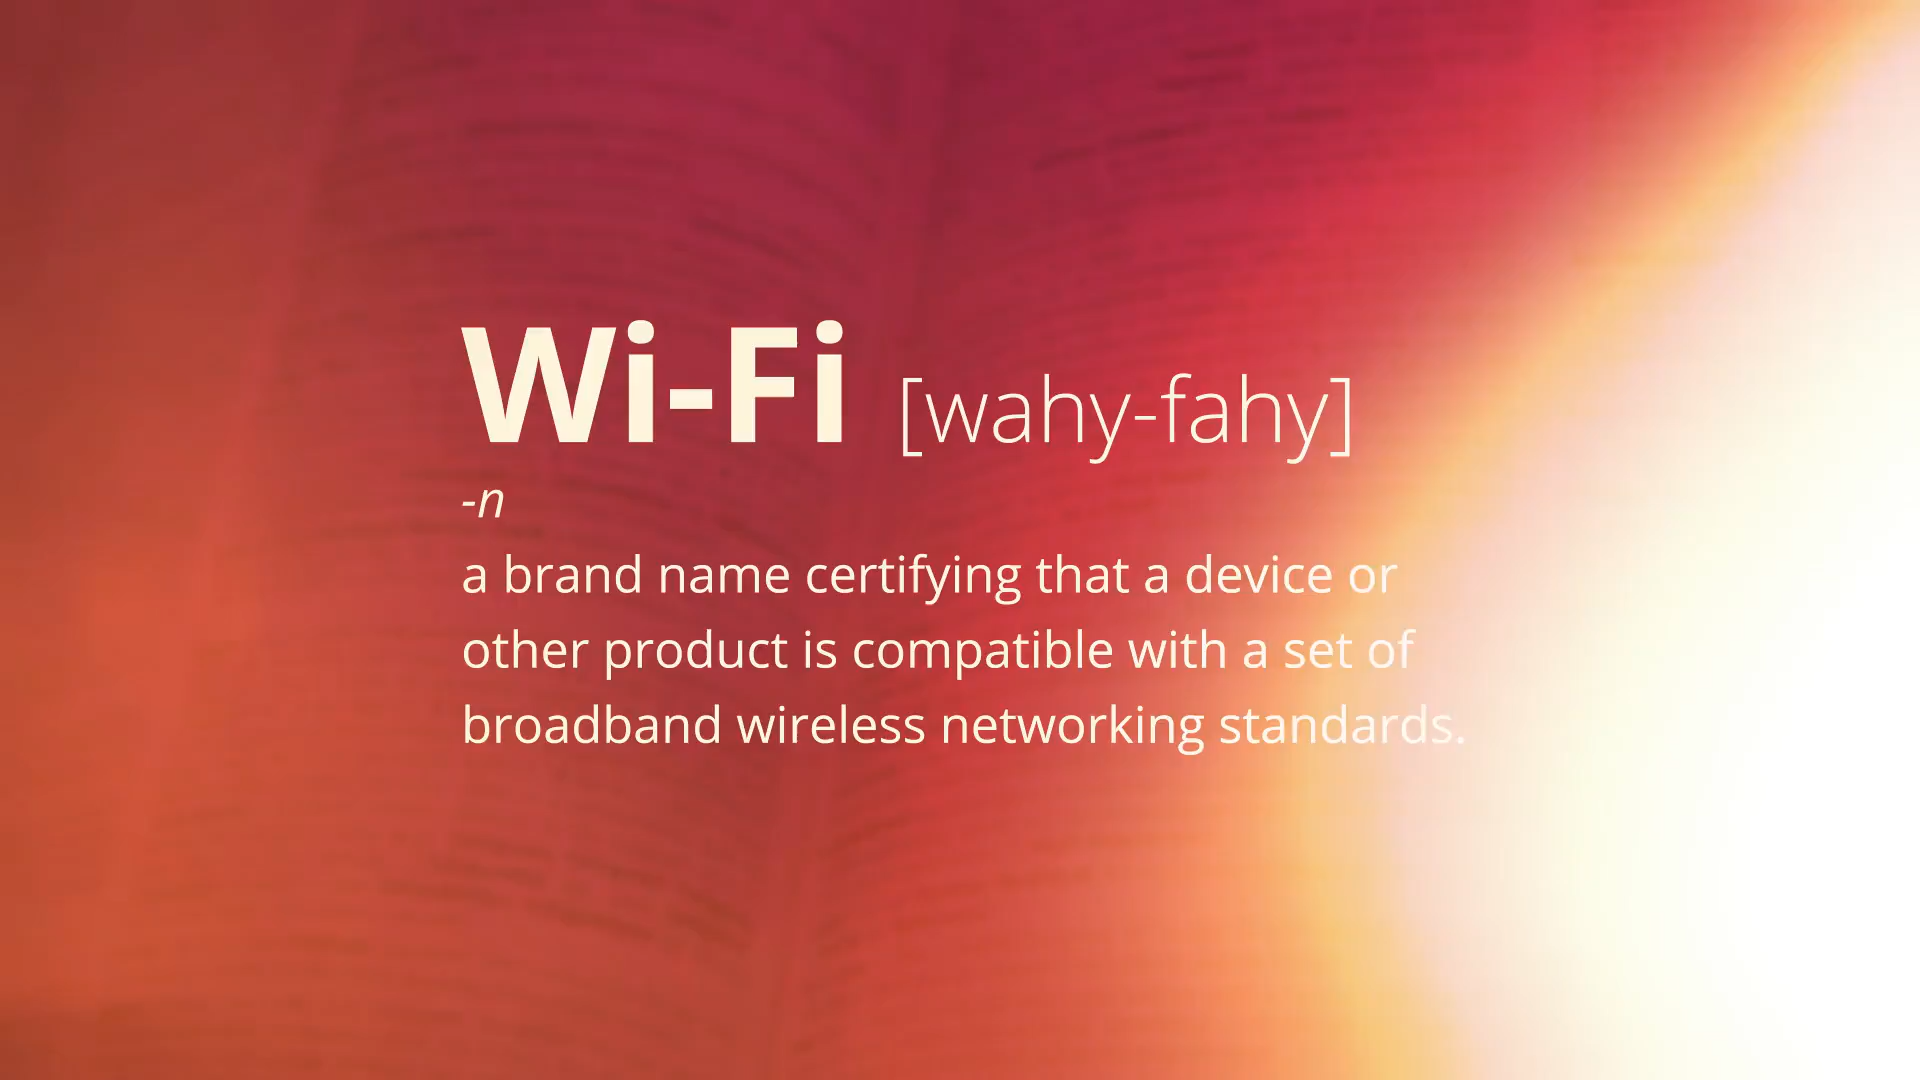 Wi-Fi [wahy-fahy]
-n
a brand name certifying that a device or
other product is compatible with a set of
broadband wireless networking standards.